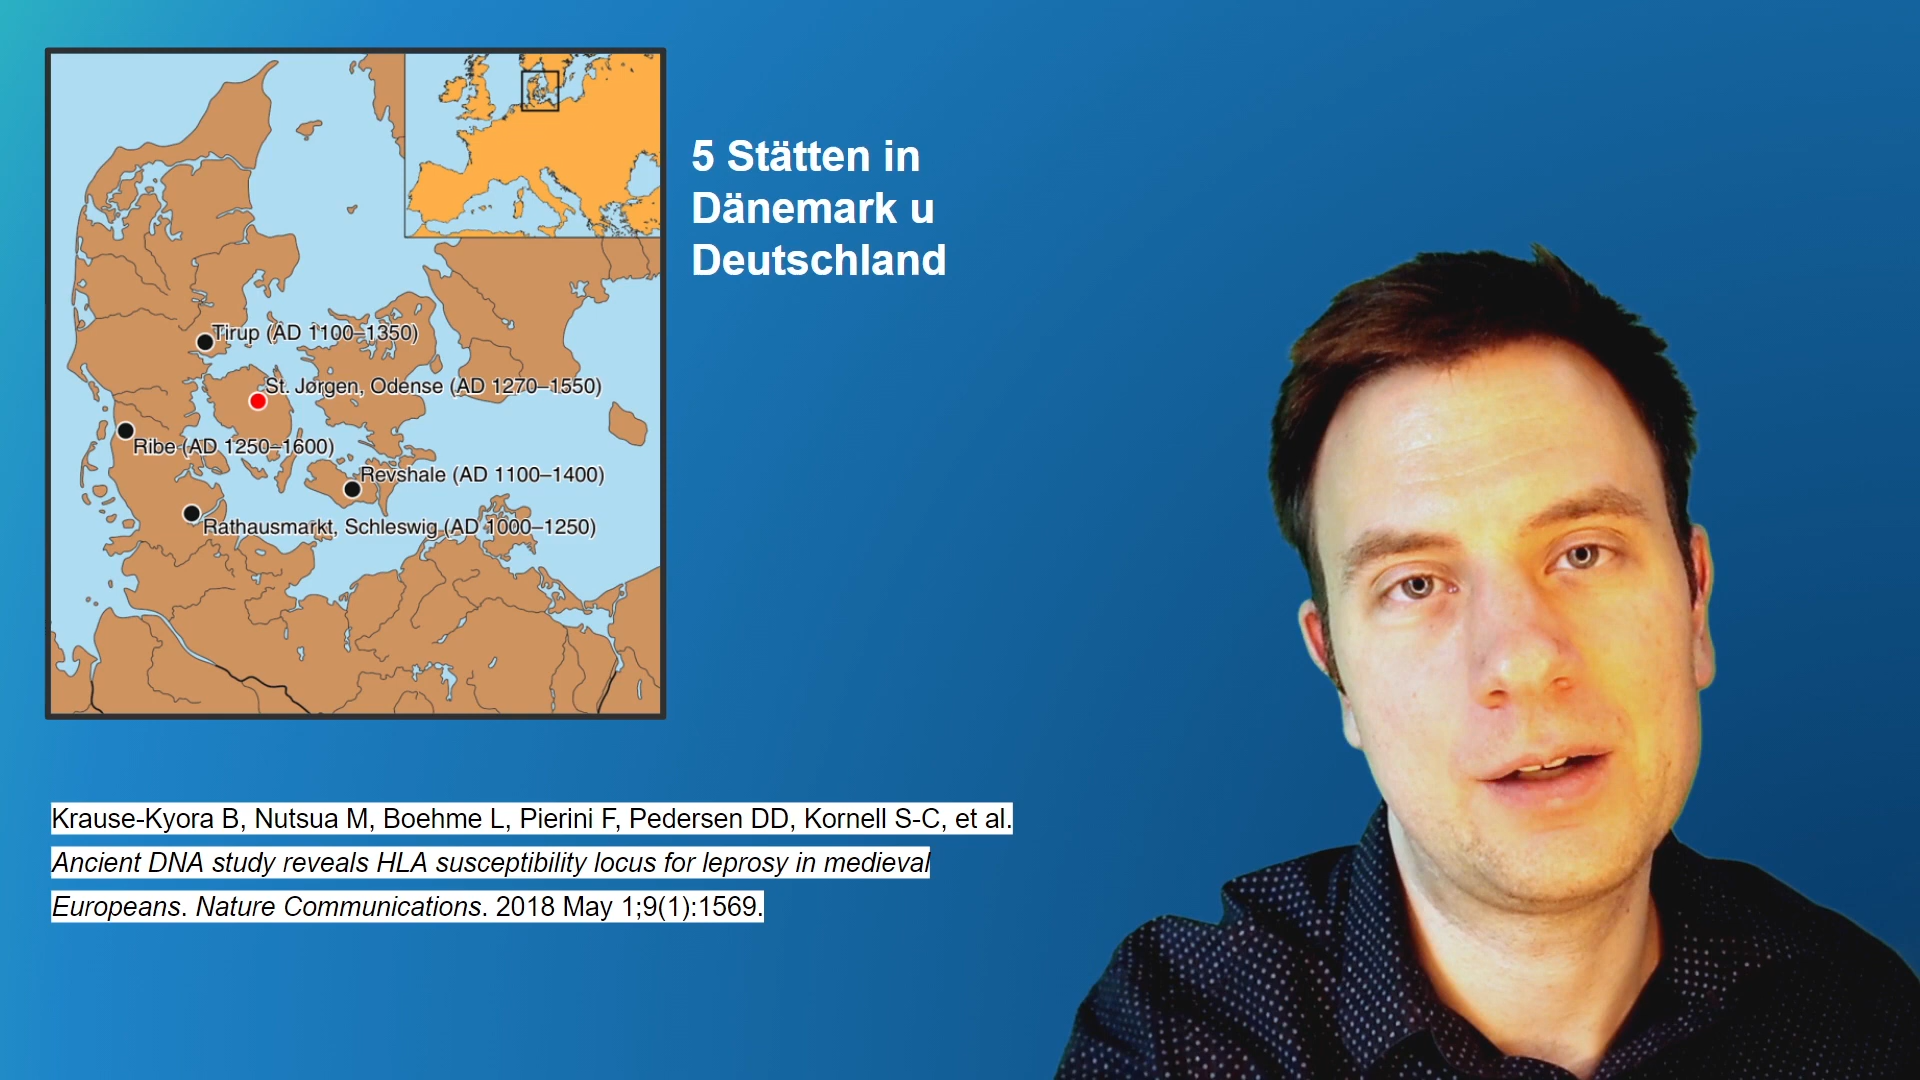 5 Stätten in
Dänemark u
Deutschland
Tirup (AD 1100–1350)
St. Jørgen, Odense (AD 1270–1550)
Ribe (AD 1250–1600)
Revshale (AD 1100–1400)
Rathausmarkt, Schleswig (AD 1000–1250)
Krause-Kyora B, Nutsua M, Boehme L, Pierini F, Pedersen DD, Kornell S-C, et al.
Ancient DNA study reveals HLA susceptibility locus for leprosy in medieval
Europeans. Nature Communications. 2018 May 1;9(1):1569.